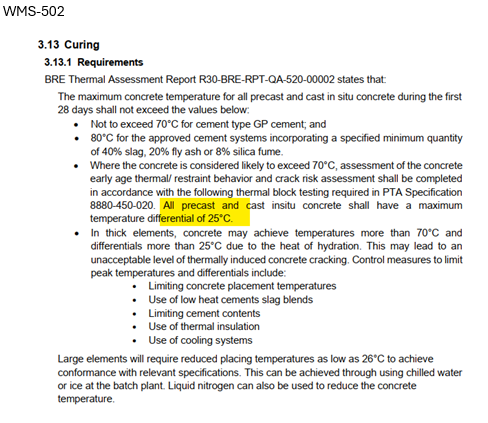 WMS-502
3.13 Curing
3.13.1 Requirements
BRE Thermal Assessment Report R30-BRE-RPT-QA-520-00002 states that:
The maximum concrete temperature for all precast and cast in situ concrete during the first
28 days shall not exceed the values below:
• Not to exceed 70°C for cement type GP cement; and
• 80°C for the approved cement systems incorporating a specified minimum quantity
of 40% slag, 20% fly ash or 8% silica fume.
• Where the concrete is considered likely to exceed 70°C, assessment of the concrete
early age thermal/ restraint behavior and crack risk assessment shall be completed
in accordance with the following thermal block testing required in PTA Specification
8880-450-020. All precast and cast insitu concrete shall have a maximum
temperature differential of 25°C.
• In thick elements, concrete may achieve temperatures more than 70°C and
differentials more than 25°C due to the heat of hydration. This may lead to an
unacceptable level of thermally induced concrete cracking. Control measures to limit
peak temperatures and differentials include:
• Limiting concrete placement temperatures
• Use of low heat cements slag blends
• Limiting cement contents
• Use of thermal insulation
• Use of cooling systems
Large elements will require reduced placing temperatures as low as 26°C to achieve
conformance with relevant specifications. This can be achieved through using chilled water
or ice at the batch plant. Liquid nitrogen can also be used to reduce the concrete
temperature.